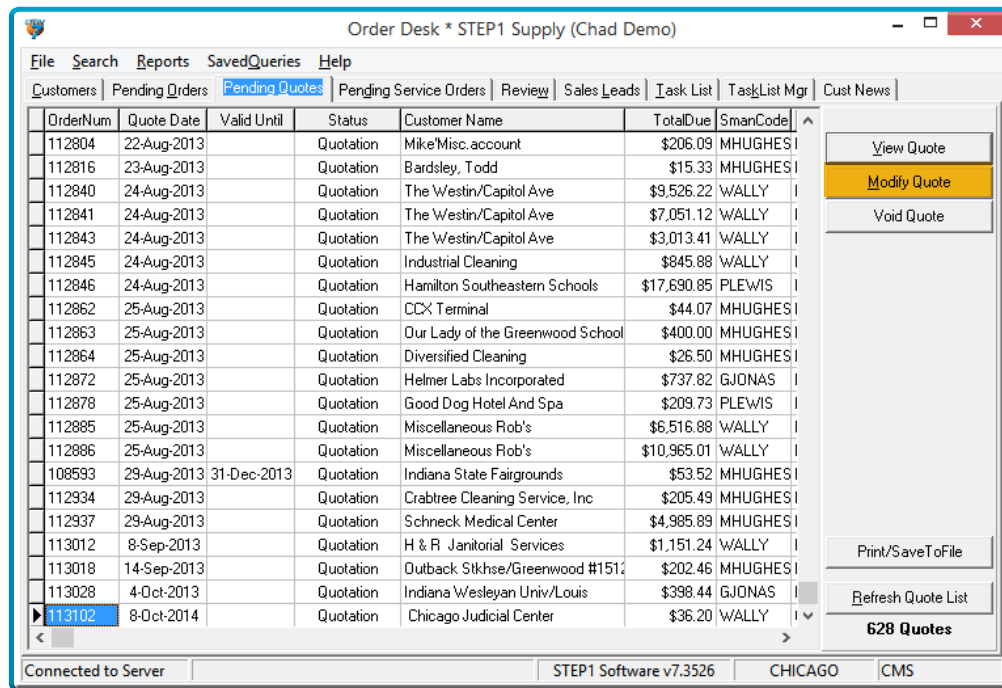 Order Desk * STEP1 Supply (Chad Demo)
File Search Reports SavedQueries Help
Customers Pending Orders Pending Quotes Pending Service Orders Review Sales Leads Task List TaskList Mgr Cust News
OrderNum Quote Date Valid Until Status Customer Name TotalDue SmanCode
112804 22-Aug-2013 Quotation Mike'Misc.account $206.09 MHUGHES
112816 23-Aug-2013 Quotation Bardsley, Todd $15.33 MHUGHES
112840 24-Aug-2013 Quotation The Westin/Capitol Ave $9,526.22 WALLY
112841 24-Aug-2013 Quotation The Westin/Capitol Ave $7,051.12 WALLY
112843 24-Aug-2013 Quotation The Westin/Capitol Ave $3,013.41 WALLY
112845 24-Aug-2013 Quotation Industrial Cleaning $845.88 WALLY
112846 24-Aug-2013 Quotation Hamilton Southeastern Schools $17,690.85 PLEWIS
112862 25-Aug-2013 Quotation CCX Terminal $44.07 MHUGHES
112863 25-Aug-2013 Quotation Our Lady of the Greenwood School $400.00 MHUGHES
112864 25-Aug-2013 Quotation Diversified Cleaning $26.50 MHUGHES
112872 25-Aug-2013 Quotation Helmer Labs Incorporated $737.82 GJONAS
112878 25-Aug-2013 Quotation Good Dog Hotel And Spa $209.73 PLEWIS
112885 25-Aug-2013 Quotation Miscellaneous Rob's $6,516.88 WALLY
112886 25-Aug-2013 Quotation Miscellaneous Rob's $10,965.01 WALLY
108593 29-Aug-2013 31-Dec-2013 Quotation Indiana State Fairgrounds $53.52 MHUGHES
112934 29-Aug-2013 Quotation Crabtree Cleaning Service, Inc $205.49 MHUGHES
112937 29-Aug-2013 Quotation Schneck Medical Center $4,985.89 MHUGHES
113012 8-Sep-2013 Quotation H & R Janitorial Services $1,151.24 WALLY
113018 14-Sep-2013 Quotation Outback Stkhse/Greenwood #1512 $202.46 MHUGHES
113028 4-Oct-2013 Quotation Indiana Wesleyan Univ/Louis $398.44 GJONAS
113102 8-Oct-2014 Quotation Chicago Judicial Center $36.20 WALLY
View Quote
Modify Quote
Void Quote
Print/SaveToFile
Refresh Quote List
628 Quotes
Connected to Server STEP1 Software v7.3526 CHICAGO CMS